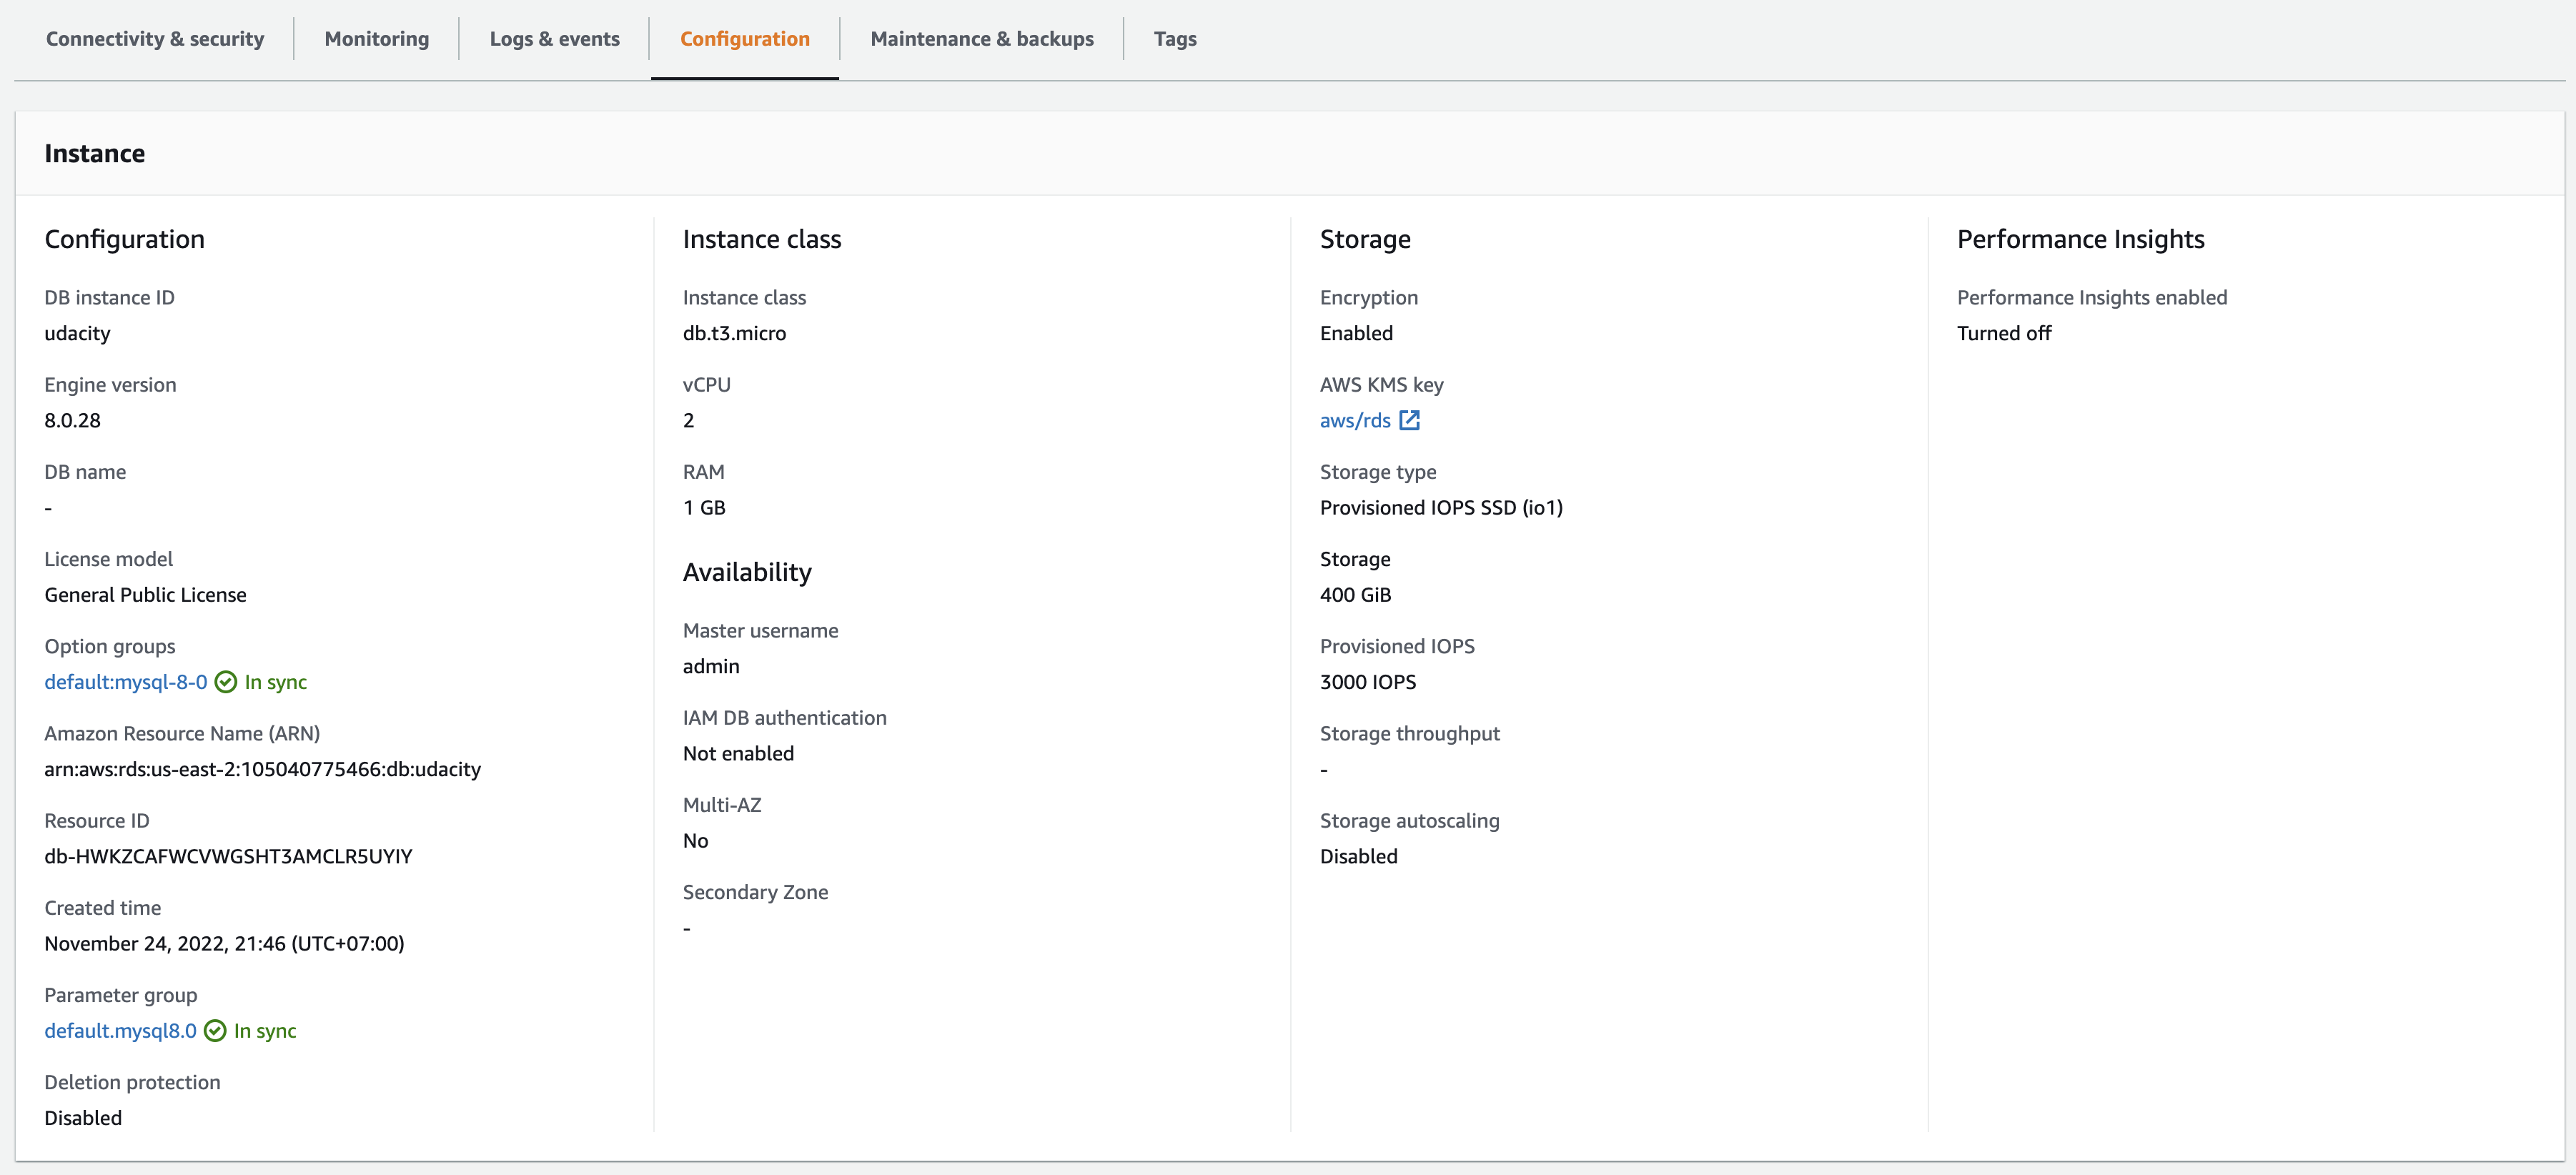 Connectivity & security
Monitoring
Logs & events
Configuration
Maintenance & backups
Tags
Instance
Configuration
DB instance ID
udacity
Engine version
8.0.28
DB name
-
License model
General Public License
Option groups
default:mysql-8-0 In sync
Amazon Resource Name (ARN)
arn:aws:rds:us-east-2:105040775466:db:udacity
Resource ID
db-HWKZCAFWCVWGSHT3AMCLR5UYIY
Created time
November 24, 2022, 21:46 (UTC+07:00)
Parameter group
default.mysql8.0 In sync
Deletion protection
Disabled
Instance class
Instance class
db.t3.micro
vCPU
2
RAM
1 GB
Availability
Master username
admin
IAM DB authentication
Not enabled
Multi-AZ
No
Secondary Zone
-
Storage
Encryption
Enabled
AWS KMS key
aws/rds
Storage type
Provisioned IOPS SSD (io1)
Storage
400 GiB
Provisioned IOPS
3000 IOPS
Storage throughput
-
Storage autoscaling
Disabled
Performance Insights
Performance Insights enabled
Turned off